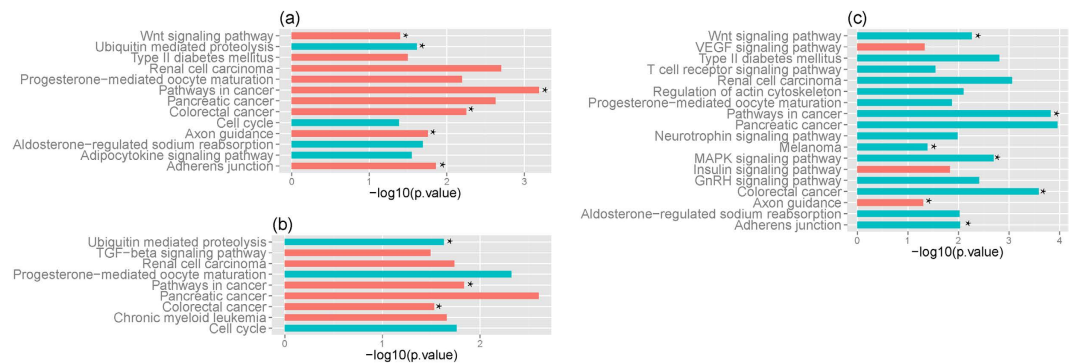 (a)
Wnt signaling pathway *
Ubiquitin mediated proteolysis *
Type II diabetes mellitus
Renal cell carcinoma
Progesterone−mediated oocyte maturation
Pathways in cancer *
Pancreatic cancer
Colorectal cancer *
Cell cycle
Axon guidance *
Aldosterone−regulated sodium reabsorption
Adipocytokine signaling pathway
Adherens junction *
0 1 2 3
−log10(p.value)
(b)
Ubiquitin mediated proteolysis *
TGF−beta signaling pathway
Renal cell carcinoma
Progesterone−mediated oocyte maturation
Pathways in cancer *
Pancreatic cancer
Colorectal cancer *
Chronic myeloid leukemia
Cell cycle
0 1 2
−log10(p.value)
(c)
Wnt signaling pathway *
VEGF signaling pathway
Type II diabetes mellitus
T cell receptor signaling pathway
Renal cell carcinoma
Regulation of actin cytoskeleton
Progesterone−mediated oocyte maturation
Pathways in cancer *
Pancreatic cancer
Neurotrophin signaling pathway
Melanoma *
MAPK signaling pathway *
Insulin signaling pathway
GnRH signaling pathway
Colorectal cancer *
Axon guidance *
Aldosterone−regulated sodium reabsorption
Adherens junction *
0 1 2 3 4
−log10(p.value)